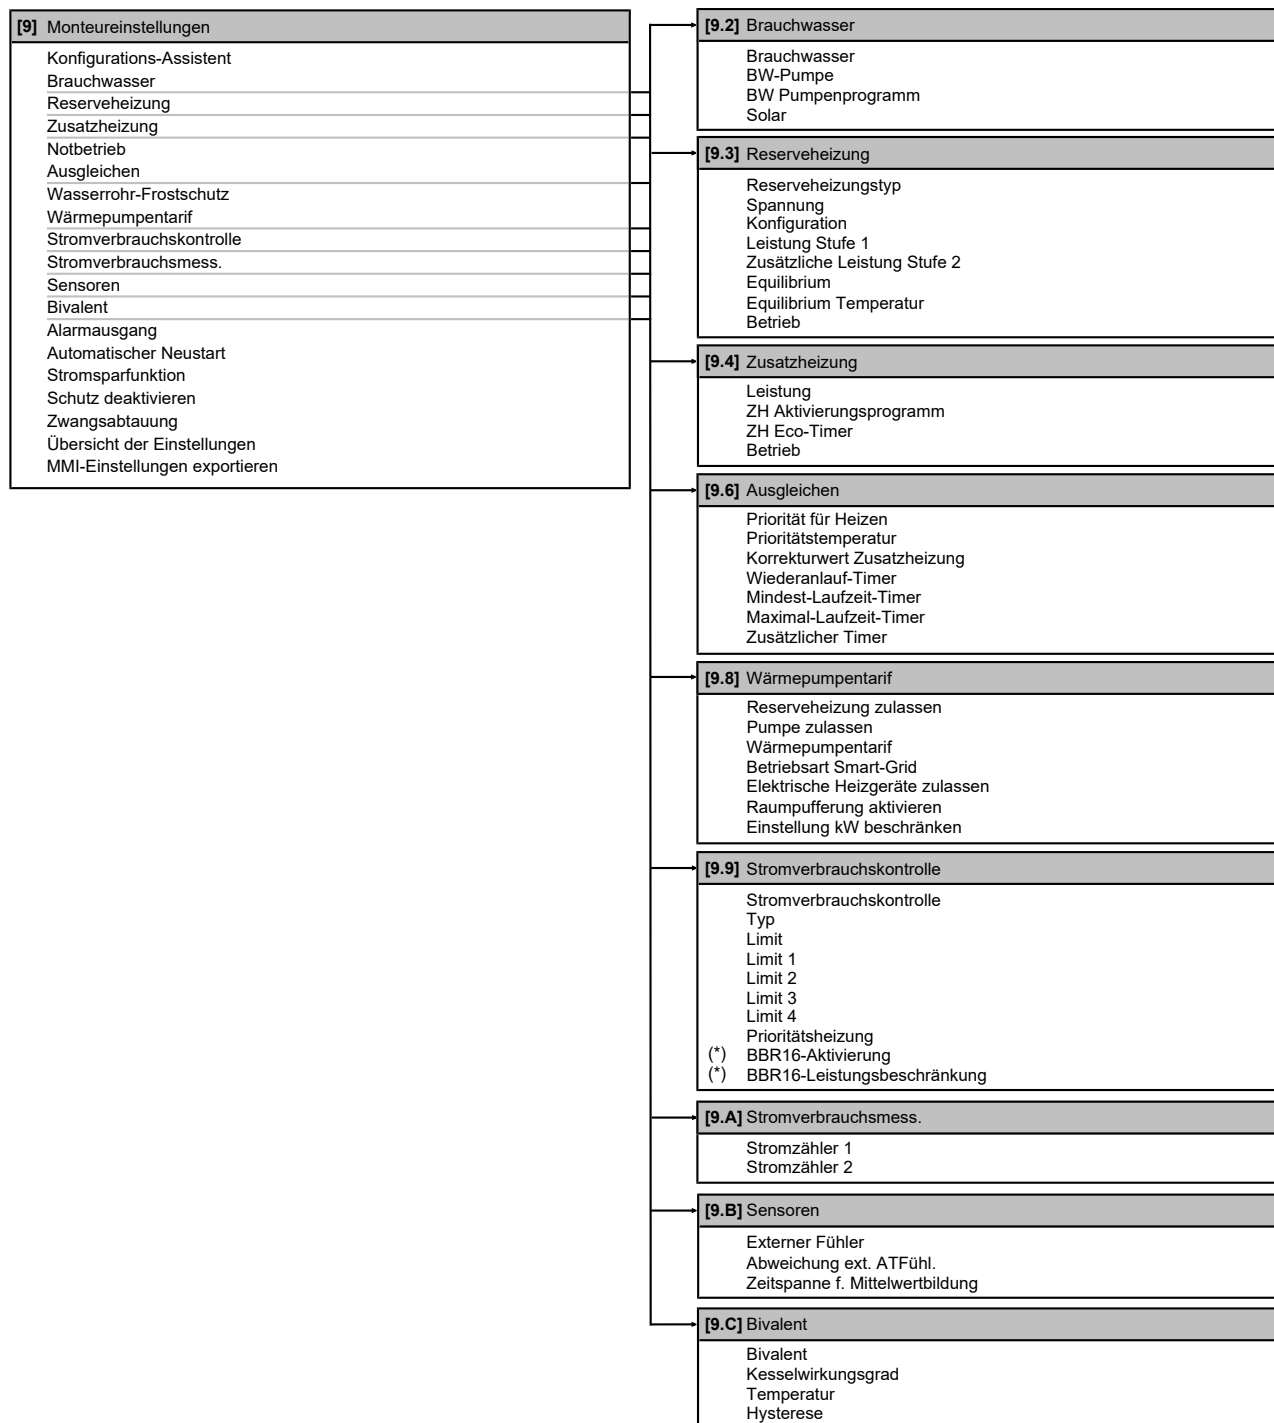 [9] Monteureinstellungen
Konfigurations-Assistent
Brauchwasser
Reserveheizung
Zusatzheizung
Notbetrieb
Ausgleichen
Wasserrohr-Frostschutz
Wärmepumpentarif
Stromverbrauchskontrolle
Stromverbrauchsmess.
Sensoren
Bivalent
Alarmausgang
Automatischer Neustart
Stromsparfunktion
Schutz deaktivieren
Zwangsabtauung
Übersicht der Einstellungen
MMI-Einstellungen exportieren
[9.2] Brauchwasser
Brauchwasser
BW-Pumpe
BW Pumpenprogramm
Solar
[9.3] Reserveheizung
Reserveheizungstyp
Spannung
Konfiguration
Leistung Stufe 1
Zusätzliche Leistung Stufe 2
Equilibrium
Equilibrium Temperatur
Betrieb
[9.4] Zusatzheizung
Leistung
ZH Aktivierungsprogramm
ZH Eco-Timer
Betrieb
[9.6] Ausgleichen
Priorität für Heizen
Prioritätstemperatur
Korrekturwert Zusatzheizung
Wiederanlauf-Timer
Mindest-Laufzeit-Timer
Maximal-Laufzeit-Timer
Zusätzlicher Timer
[9.8] Wärmepumpentarif
Reserveheizung zulassen
Pumpe zulassen
Wärmepumpentarif
Betriebsart Smart-Grid
Elektrische Heizgeräte zulassen
Raumpufferung aktivieren
Einstellung kW beschränken
[9.9] Stromverbrauchskontrolle
Stromverbrauchskontrolle
Typ
Limit
Limit 1
Limit 2
Limit 3
Limit 4
Prioritätsheizung
(*) BBR16-Aktivierung
(*) BBR16-Leistungsbeschränkung
[9.A] Stromverbrauchsmess.
Stromzähler 1
Stromzähler 2
[9.B] Sensoren
Externer Fühler
Abweichung ext. ATFühl.
Zeitspanne f. Mittelwertbildung
[9.C] Bivalent
Bivalent
Kesselwirkungsgrad
Temperatur
Hysterese